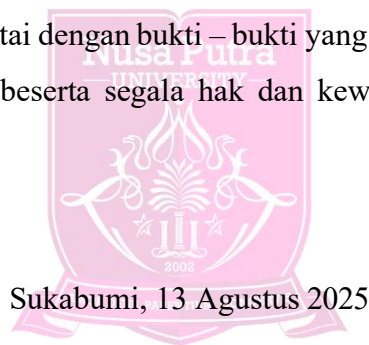 tai dengan bukti – bukti yang
Nusa Putra
UNIVERSITY
beserta segala hak dan kew
2002
Sukabumi, 13 Agustus 2025